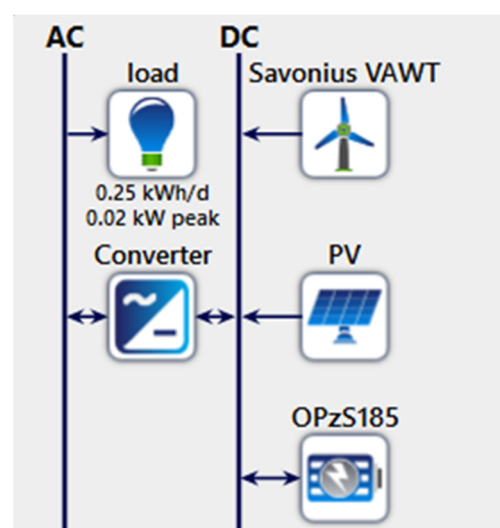 AC
DC
load
Savonius VAWT
0.25 kWh/d
0.02 kW peak
Converter
PV
OPzS185